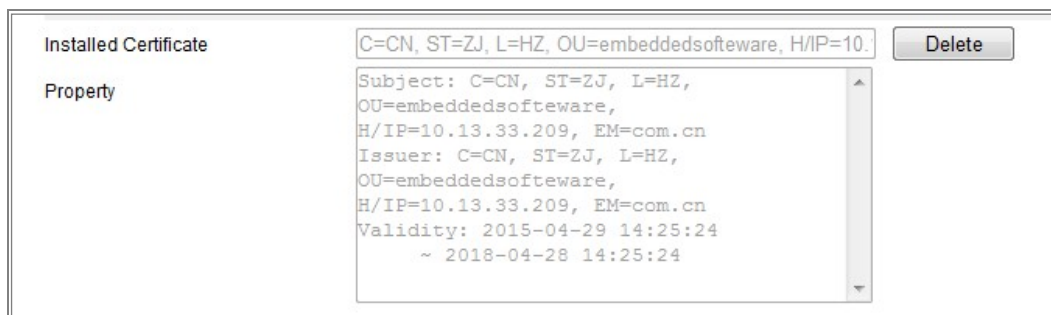 Installed Certificate
C=CN, ST=ZJ, L=HZ, OU=embeddedsofteware, H/IP=10.
Delete
Property
Subject: C=CN, ST=ZJ, L=HZ,
OU=embeddedsofteware,
H/IP=10.13.33.209, EM=com.cn
Issuer: C=CN, ST=ZJ, L=HZ,
OU=embeddedsofteware,
H/IP=10.13.33.209, EM=com.cn
Validity: 2015-04-29 14:25:24
~ 2018-04-28 14:25:24